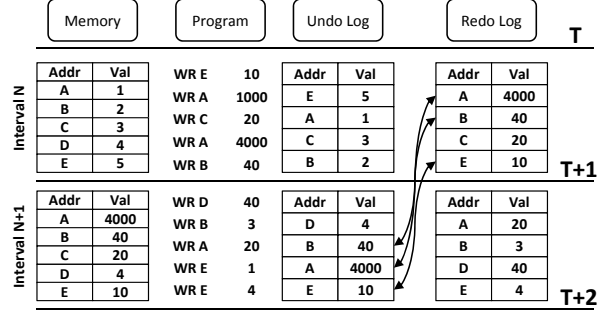 Memory Program Undo Log Redo Log T
Interval N
Addr Val WR E 10 Addr Val Addr Val
A 1 WR A 1000 E 5 A 4000
B 2 WR C 20 A 1 B 40
C 3 WR A 4000 C 3 C 20
D 4 WR B 40 B 2 E 10
E 5
T+1
Interval N+1
Addr Val WR D 40 Addr Val Addr Val
A 4000 WR B 3 D 4 A 20
B 40 WR A 20 B 40 B 3
C 20 WR E 1 A 4000 D 40
D 4 WR E 4 E 10 E 4
E 10
T+2